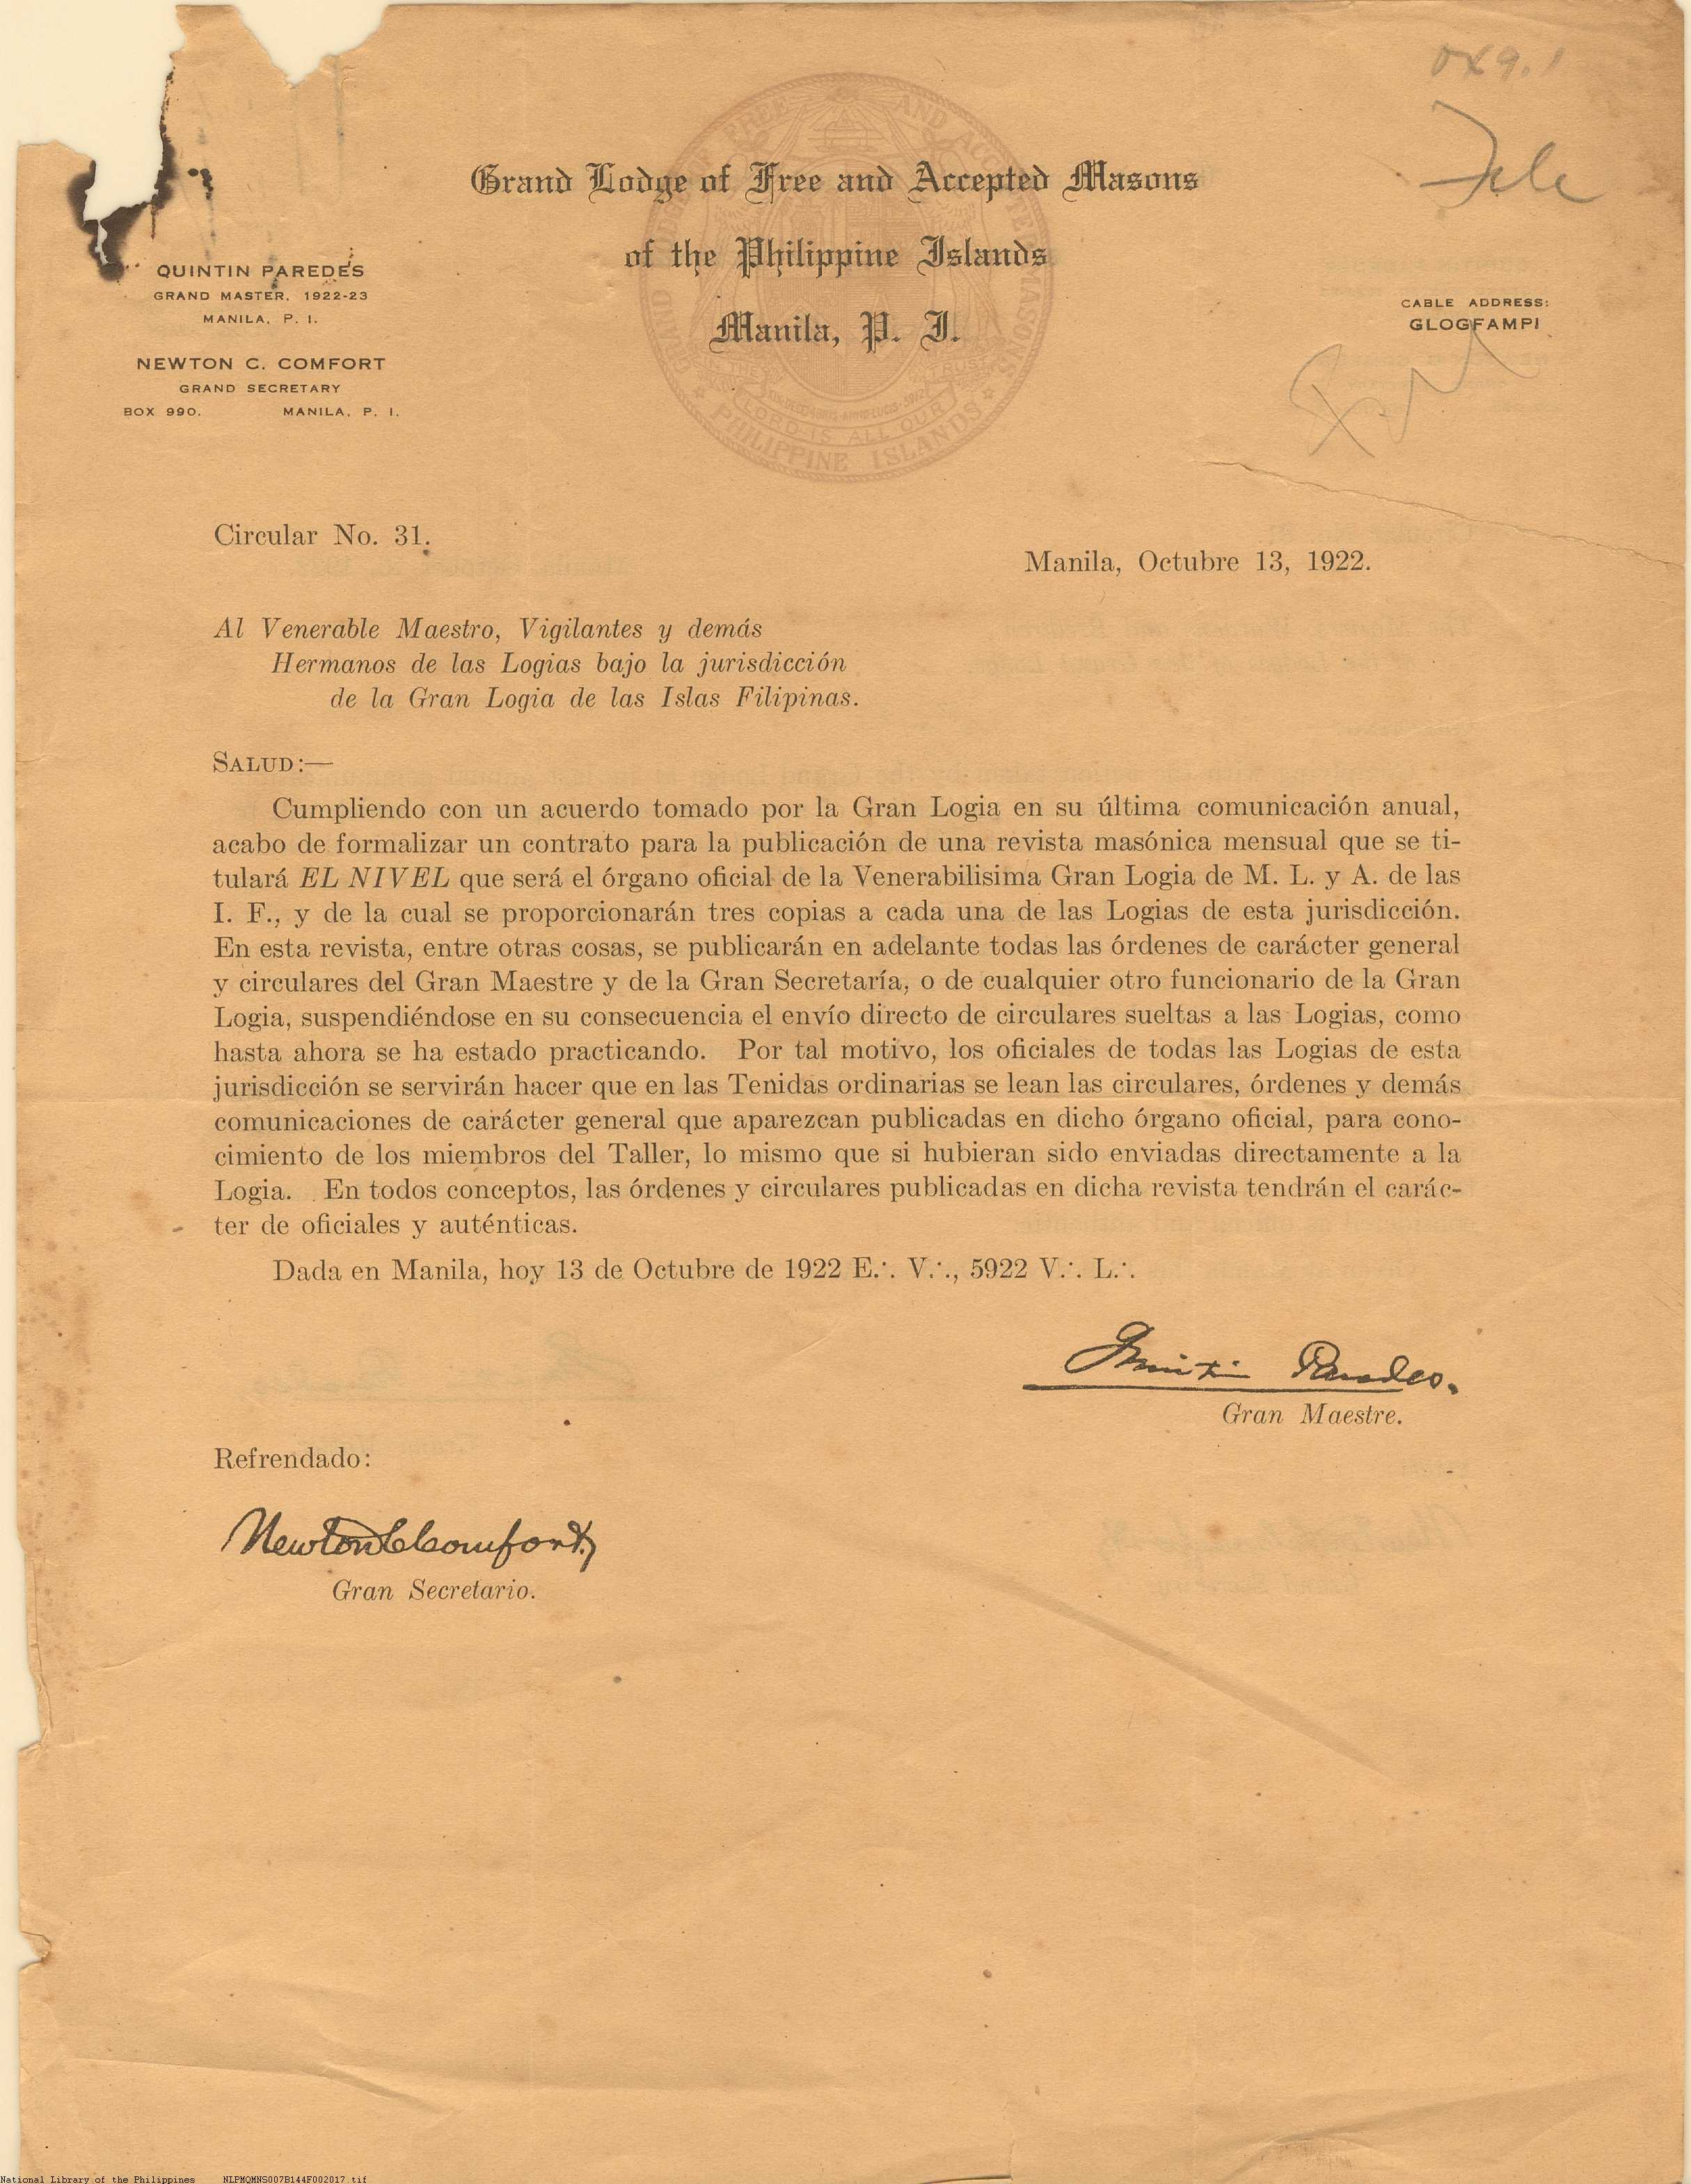 0X9.1
File
Grand Lodge of Free and Accepted Masons
of the Philippine Islands
Manila, P. I.
QUINTIN PAREDES
GRAND MASTER, 1922-23
MANILA, P. I.
NEWTON C. COMFORT
GRAND SECRETARY
BOX 990. MANILA, P. I.
CABLE ADDRESS:
GLOGFAMPI
PHILIPPINE ISLANDS
LORD IS ALL OUR
Circular No. 31.
Manila, Octubre 13, 1922.
Al Venerable Maestro, Vigilantes y demás
Hermanos de las Logias bajo la jurisdicción
de la Gran Logia de las Islas Filipinas.
SALUD:—
Cumpliendo con un acuerdo tomado por la Gran Logia en su última comunicación anual,
acabo de formalizar un contrato para la publicación de una revista masónica mensual que se ti-
tulará EL NIVEL que será el órgano oficial de la Venerabilisima Gran Logia de M. L. y A. de las
I. F., y de la cual se proporcionarán tres copias a cada una de las Logias de esta jurisdicción.
En esta revista, entre otras cosas, se publicarán en adelante todas las órdenes de carácter general
y circulares del Gran Maestre y de la Gran Secretaría, o de cualquier otro funcionario de la Gran
Logia, suspendiéndose en su consecuencia el envío directo de circulares sueltas a las Logias, como
hasta ahora se ha estado practicando. Por tal motivo, los oficiales de todas las Logias de esta
jurisdicción se servirán hacer que en las Tenidas ordinarias se lean las circulares, órdenes y demás
comunicaciones de carácter general que aparezcan publicadas en dicho órgano oficial, para cono-
cimiento de los miembros del Taller, lo mismo que si hubieran sido enviadas directamente a la
Logia. En todos conceptos, las órdenes y circulares publicadas en dicha revista tendrán el carác-
ter de oficiales y auténticas.
Dada en Manila, hoy 13 de Octubre de 1922 E∴ V∴, 5922 V∴ L∴
Quintin Paredes.
Gran Maestre.
Refrendado:
Newton C. Comfort
Gran Secretario.
National Library of the Philippines NLPMQMNS007B144F002017.tif